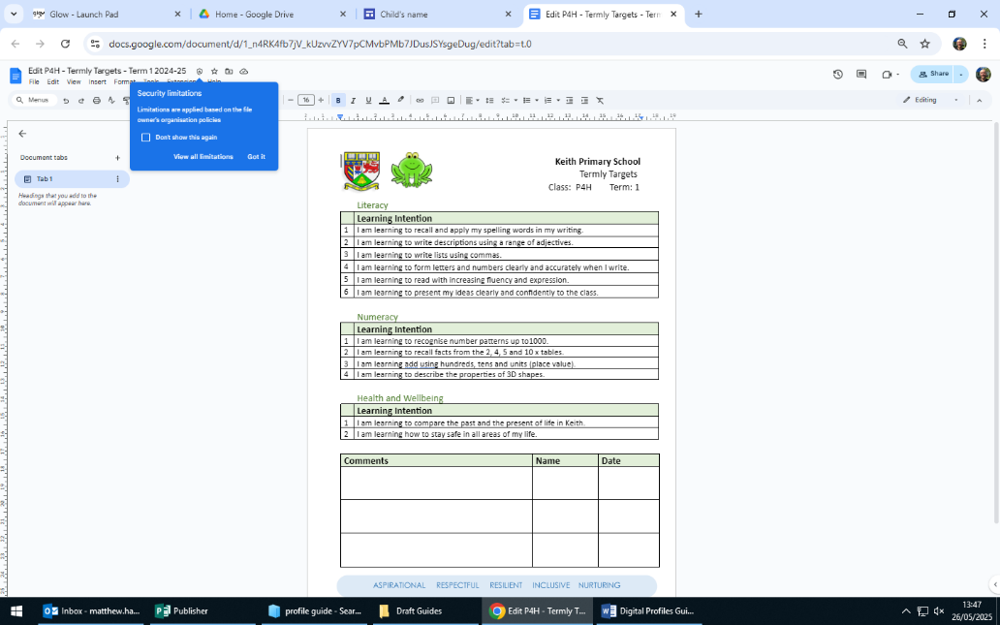 Glow - Launch Pad
Home - Google Drive
Child's name
Edit P4H - Termly Targets - Term
docs.google.com/document/d/1_n4RK4fb7jV_kUzvvZYV7pCMvbPMb7JDusJSYsgeDug/edit?tab=t.0
Edit P4H - Termly Targets - Term 1 2024-25
File Edit View Insert Format Tools Extensions Help
Share
Menus
16
B I U A
Editing
Security limitations
Limitations are applied based on the file
owner's organisation policies
Don't show this again
View all limitations Got it
Document tabs
Tab 1
Headings that you add to the
document will appear here.
Keith Primary School
Termly Targets
Class: P4H Term: 1
Literacy
Learning Intention
1 I am learning to recall and apply my spelling words in my writing.
2 I am learning to write descriptions using a range of adjectives.
3 I am learning to write lists using commas.
4 I am learning to form letters and numbers clearly and accurately when I write.
5 I am learning to read with increasing fluency and expression.
6 I am learning to present my ideas clearly and confidently to the class.
Numeracy
Learning Intention
1 I am learning to recognise number patterns up to1000.
2 I am learning to recall facts from the 2, 4, 5 and 10 x tables.
3 I am learning add using hundreds, tens and units (place value).
4 I am learning to describe the properties of 3D shapes.
Health and Wellbeing
Learning Intention
1 I am learning to compare the past and the present of life in Keith.
2 I am learning how to stay safe in all areas of my life.
Comments Name Date
ASPIRATIONAL RESPECTFUL RESILIENT INCLUSIVE NURTURING
Inbox - matthew.ha...
Publisher
profile guide - Sear...
Draft Guides
Edit P4H - Termly T...
Digital Profiles Gui...
13:47
26/05/2025